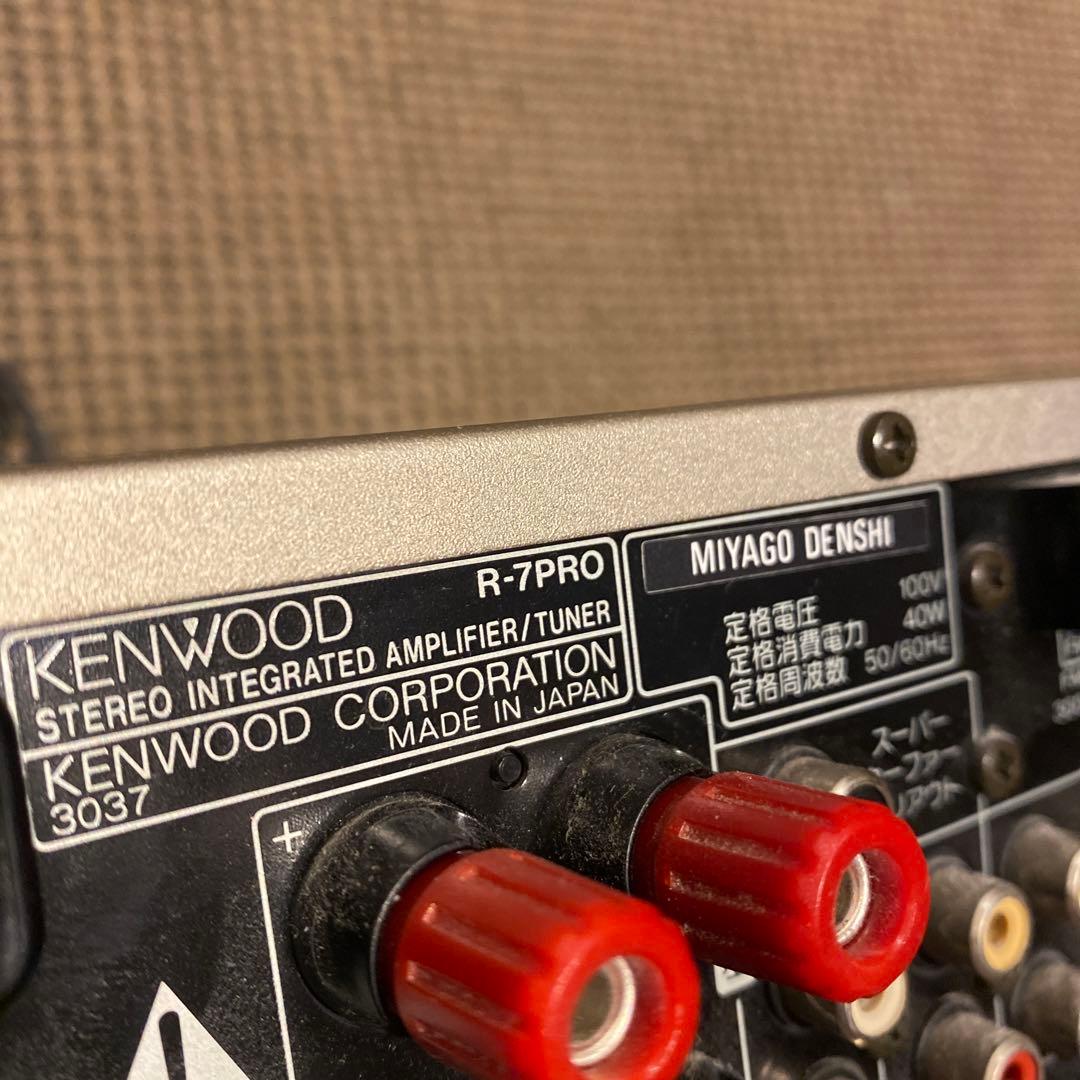 KENWOOD R-7PRO
STEREO INTEGRATED AMPLIFIER/TUNER
KENWOOD CORPORATION
MADE IN JAPAN
3037
MIYAGO DENSHI
定格電圧 100V
定格消費電力 40W
定格周波数 50/60Hz
スーパー
ーファー
アウト
+